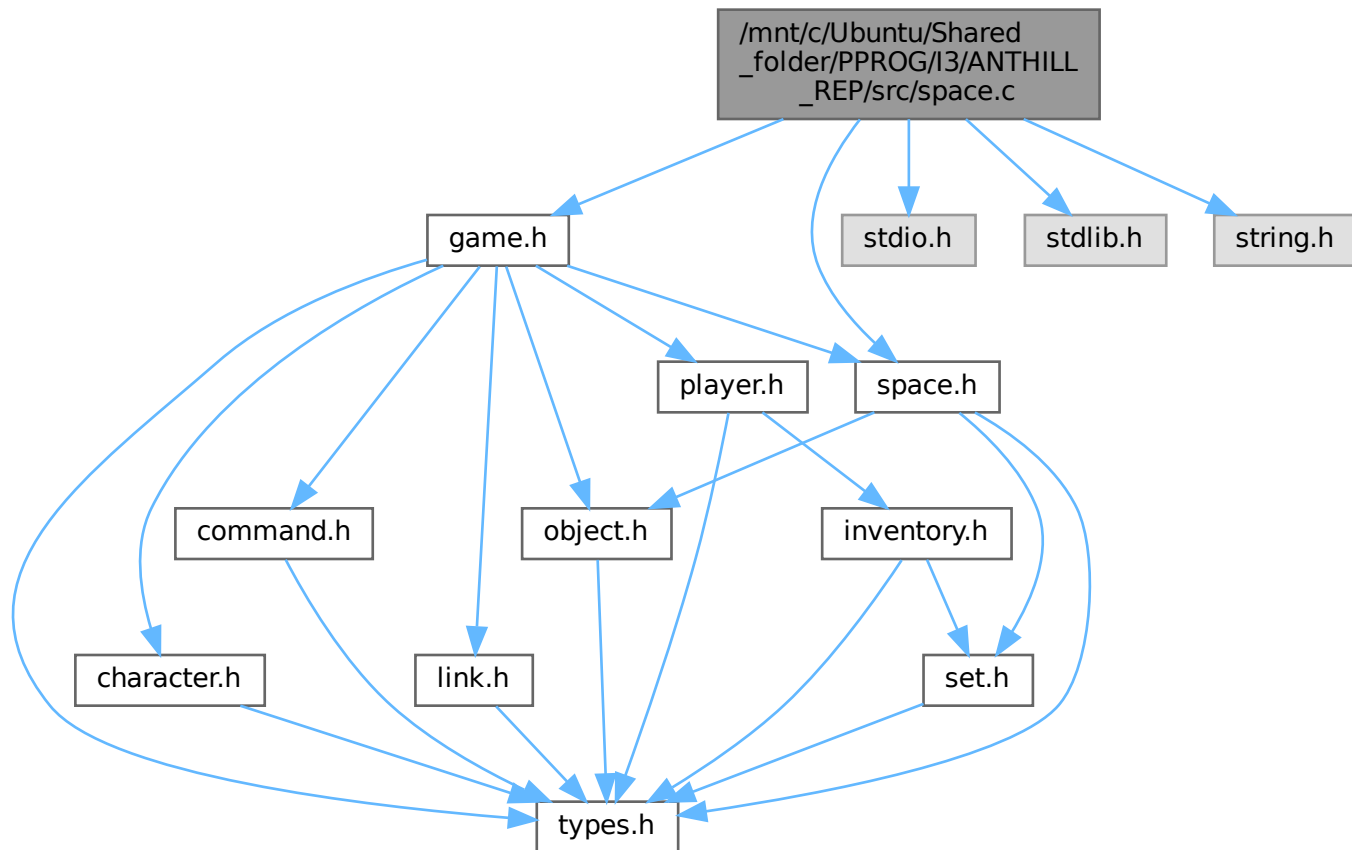 /mnt/c/Ubuntu/Shared
_folder/PPROG/I3/ANTHILL
_REP/src/space.c
game.h
stdio.h
stdlib.h
string.h
player.h
space.h
command.h
object.h
inventory.h
character.h
link.h
set.h
types.h